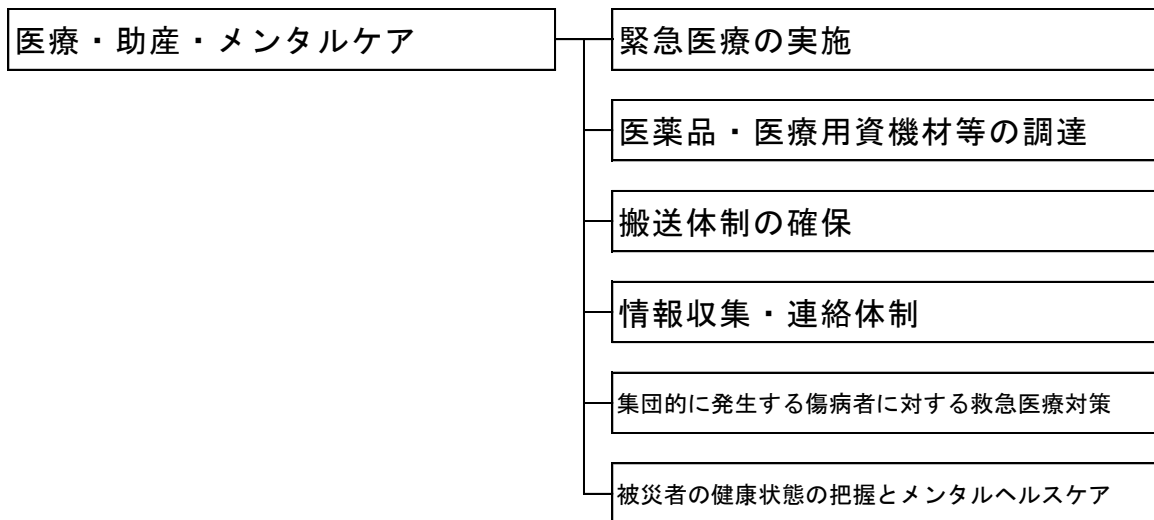 医療・助産・メンタルケア
緊急医療の実施
医薬品・医療用資機材等の調達
搬送体制の確保
情報収集・連絡体制
集団的に発生する傷病者に対する救急医療対策
被災者の健康状態の把握とメンタルヘルスケア